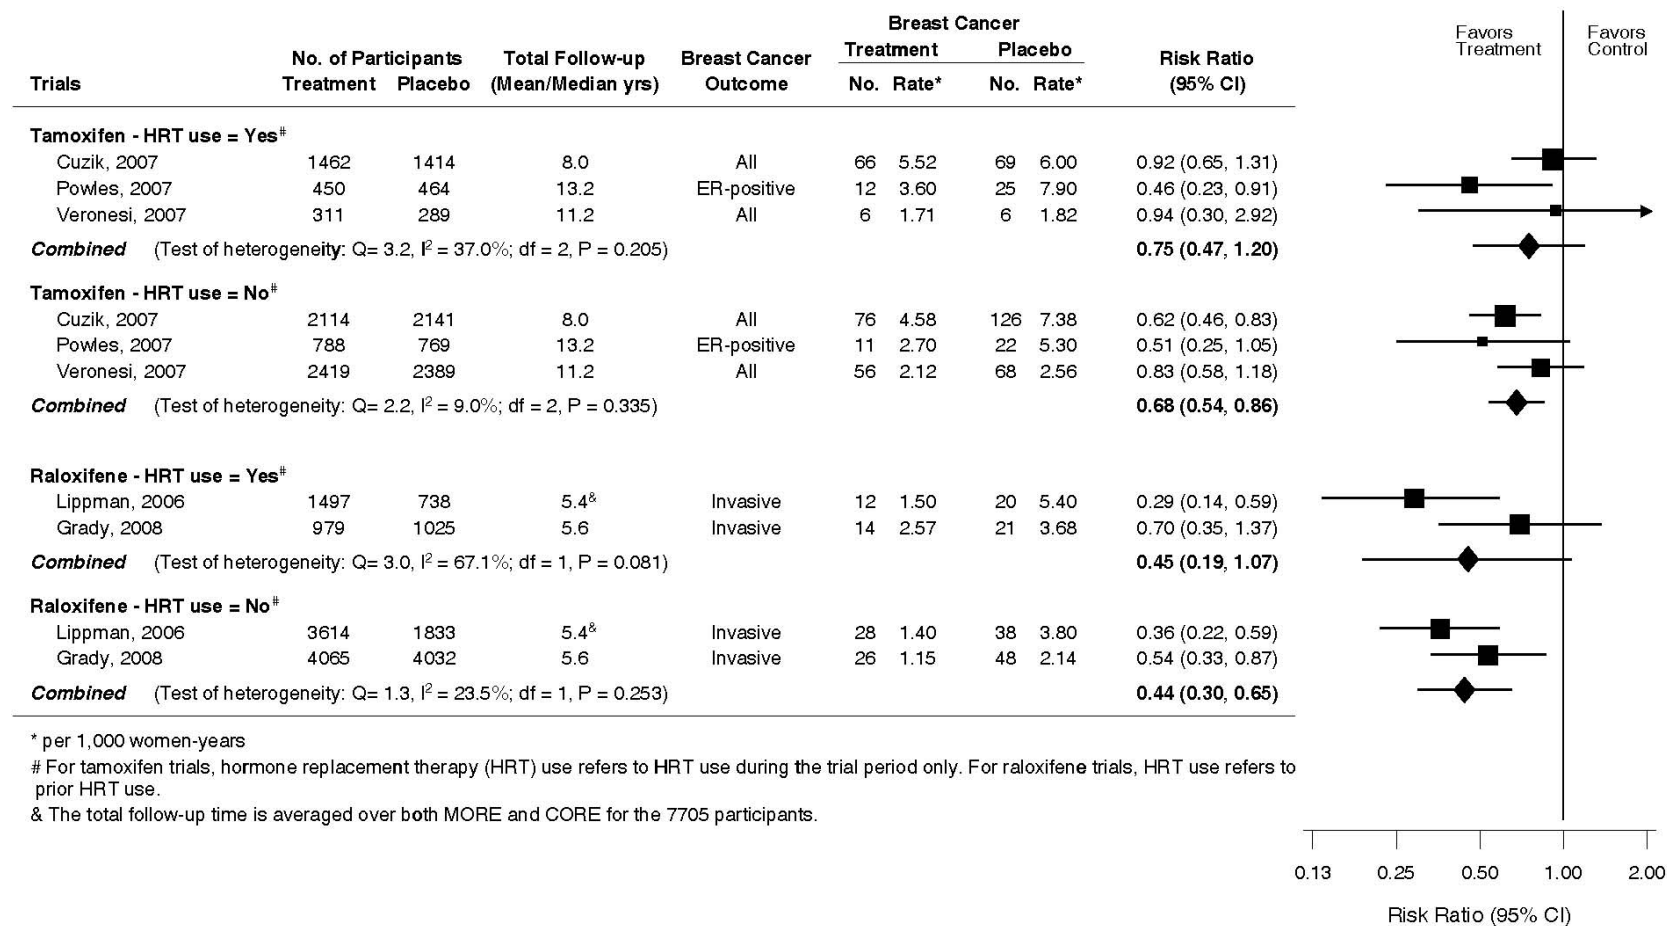 Breast Cancer
Favors Favors
Treatment Control
No. of Participants Total Follow-up Breast Cancer Treatment Placebo Risk Ratio
Trials Treatment Placebo (Mean/Median yrs) Outcome No. Rate* No. Rate* (95% CI)
Tamoxifen - HRT use = Yes#
Cuzik, 2007 1462 1414 8.0 All 66 5.52 69 6.00 0.92 (0.65, 1.31)
Powles, 2007 450 464 13.2 ER-positive 12 3.60 25 7.90 0.46 (0.23, 0.91)
Veronesi, 2007 311 289 11.2 All 6 1.71 6 1.82 0.94 (0.30, 2.92)
Combined (Test of heterogeneity: Q= 3.2, I² = 37.0%; df = 2, P = 0.205) 0.75 (0.47, 1.20)
Tamoxifen - HRT use = No#
Cuzik, 2007 2114 2141 8.0 All 76 4.58 126 7.38 0.62 (0.46, 0.83)
Powles, 2007 788 769 13.2 ER-positive 11 2.70 22 5.30 0.51 (0.25, 1.05)
Veronesi, 2007 2419 2389 11.2 All 56 2.12 68 2.56 0.83 (0.58, 1.18)
Combined (Test of heterogeneity: Q= 2.2, I² = 9.0%; df = 2, P = 0.335) 0.68 (0.54, 0.86)
Raloxifene - HRT use = Yes#
Lippman, 2006 1497 738 5.4& Invasive 12 1.50 20 5.40 0.29 (0.14, 0.59)
Grady, 2008 979 1025 5.6 Invasive 14 2.57 21 3.68 0.70 (0.35, 1.37)
Combined (Test of heterogeneity: Q= 3.0, I² = 67.1%; df = 1, P = 0.081) 0.45 (0.19, 1.07)
Raloxifene - HRT use = No#
Lippman, 2006 3614 1833 5.4& Invasive 28 1.40 38 3.80 0.36 (0.22, 0.59)
Grady, 2008 4065 4032 5.6 Invasive 26 1.15 48 2.14 0.54 (0.33, 0.87)
Combined (Test of heterogeneity: Q= 1.3, I² = 23.5%; df = 1, P = 0.253) 0.44 (0.30, 0.65)
* per 1,000 women-years
# For tamoxifen trials, hormone replacement therapy (HRT) use refers to HRT use during the trial period only. For raloxifene trials, HRT use refers to
prior HRT use.
& The total follow-up time is averaged over both MORE and CORE for the 7705 participants.
0.13 0.25 0.50 1.00 2.00
Risk Ratio (95% CI)